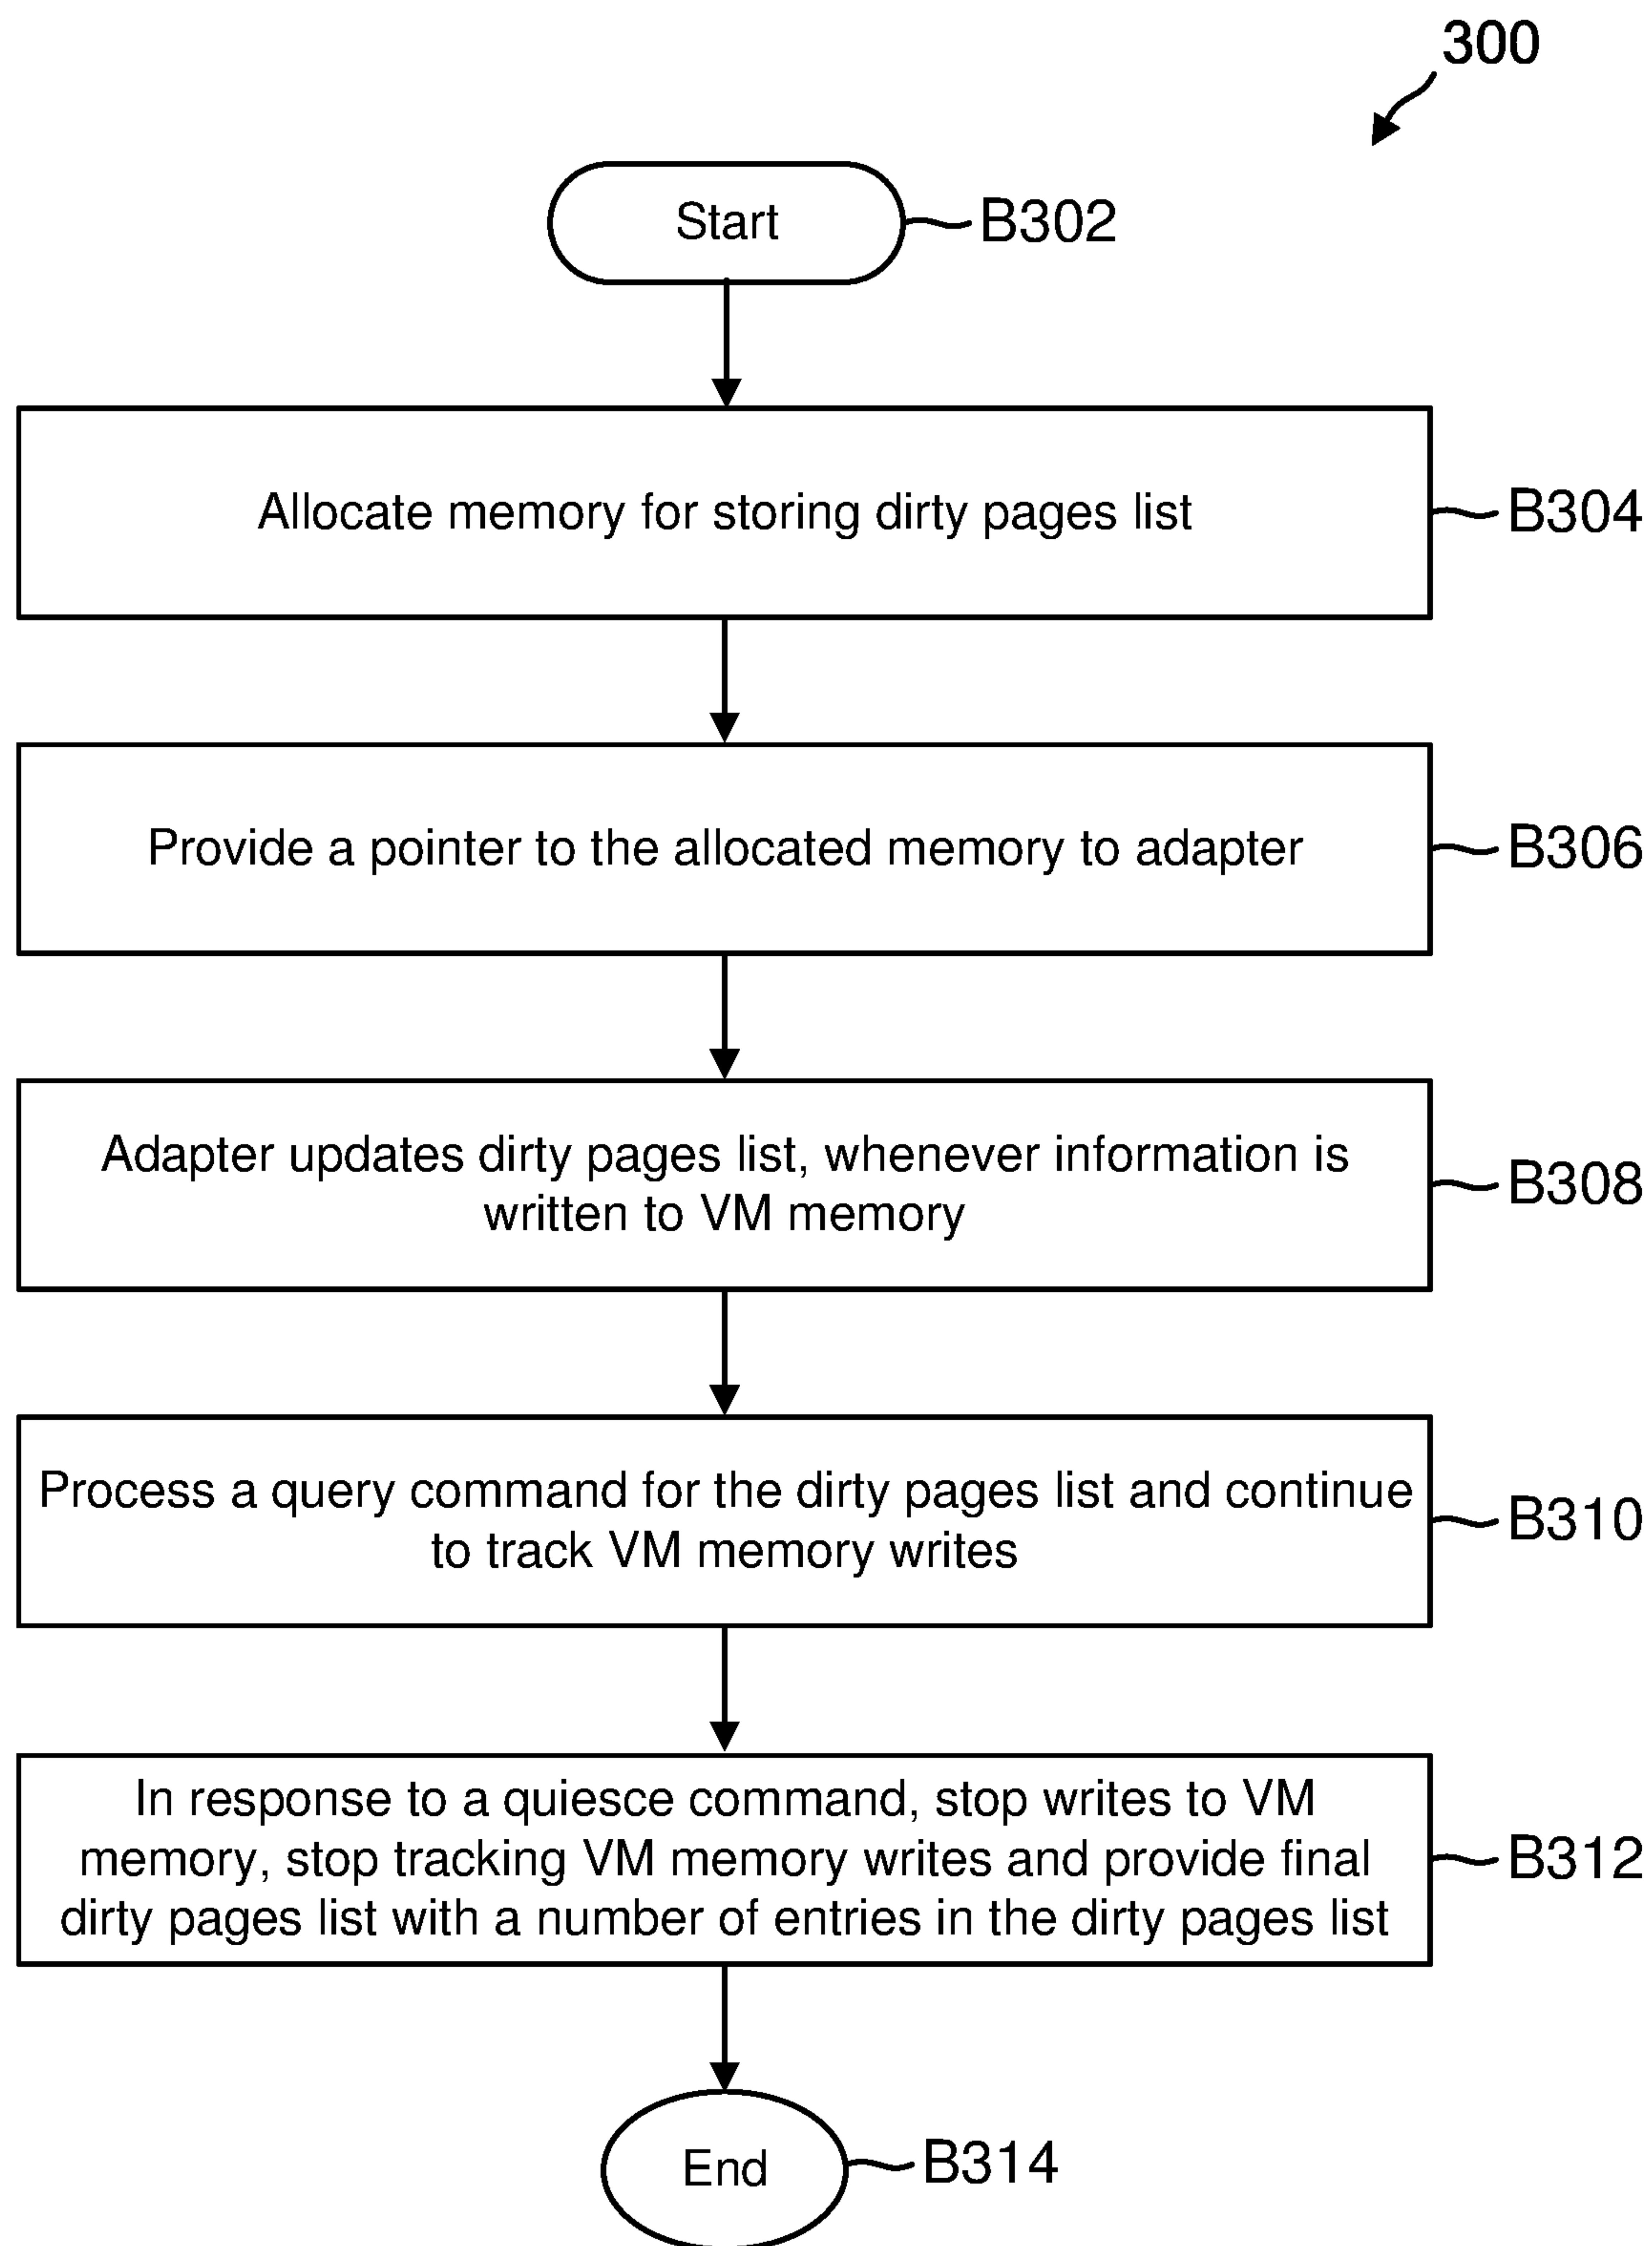 300
Start
B302
Allocate memory for storing dirty pages list
B304
Provide a pointer to the allocated memory to adapter
B306
Adapter updates dirty pages list, whenever information is
written to VM memory
B308
Process a query command for the dirty pages list and continue
to track VM memory writes
B310
In response to a quiesce command, stop writes to VM
memory, stop tracking VM memory writes and provide final
dirty pages list with a number of entries in the dirty pages list
B312
End
B314